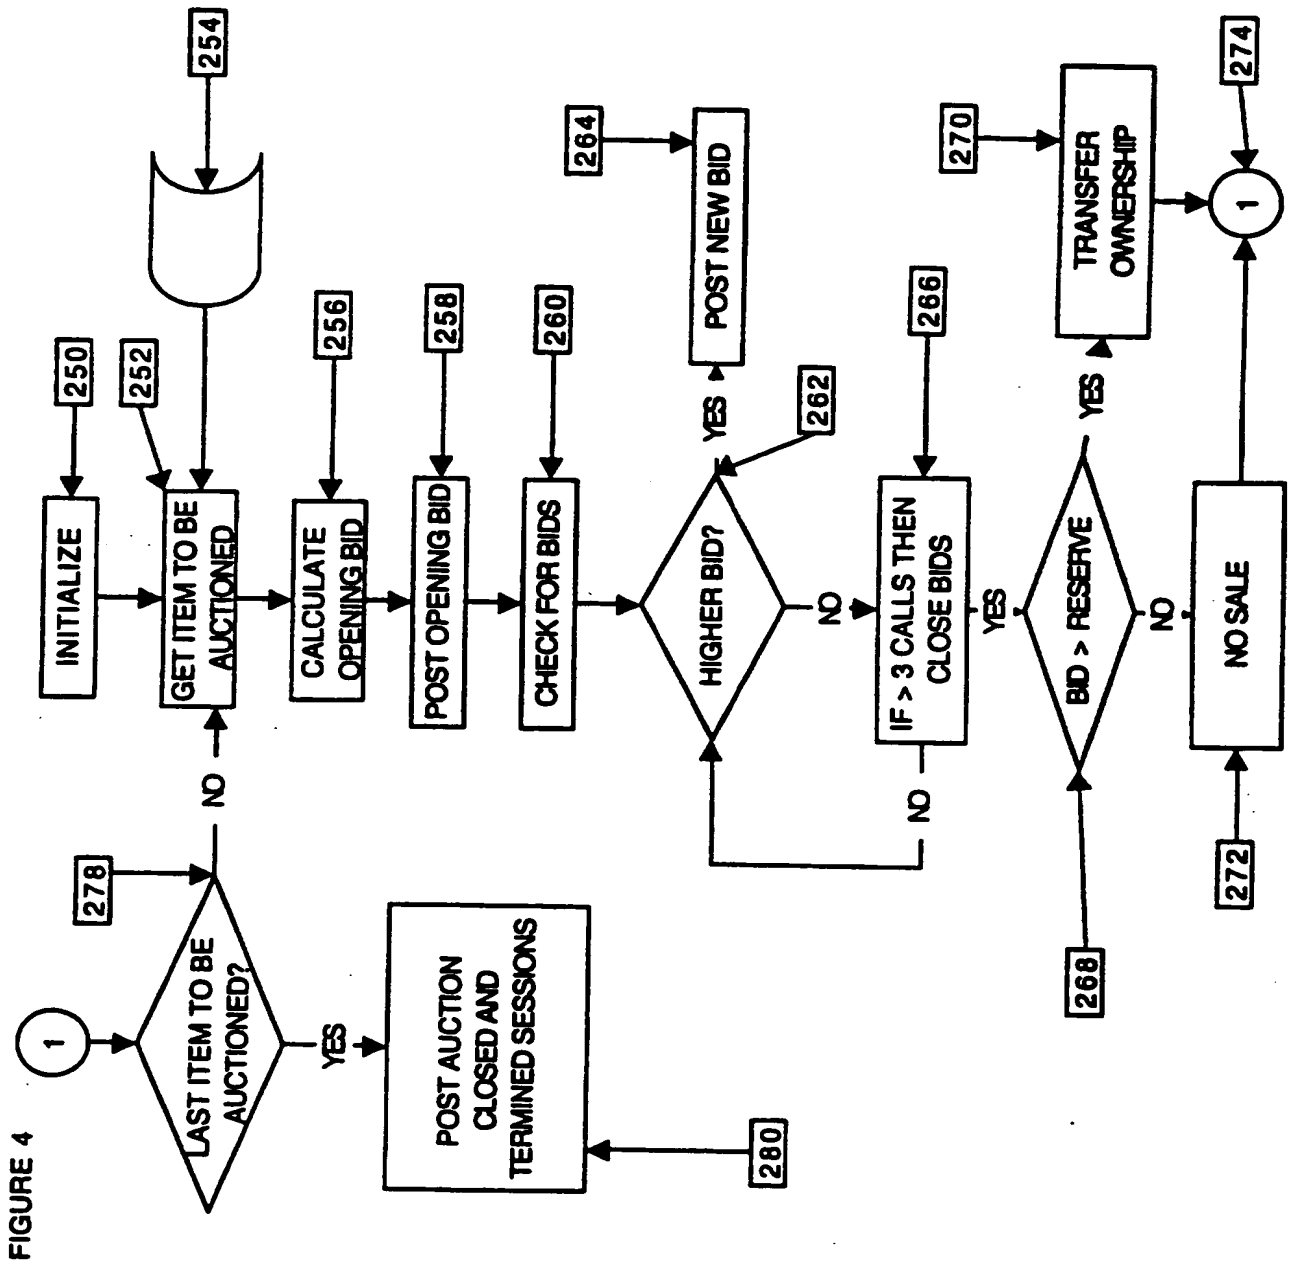 FIGURE 4
1
278
LAST ITEM TO BE
AUCTIONED?
NO
YES
POST AUCTION
CLOSED AND
TERMINED SESSIONS
280
250
INITIALIZE
252
254
GET ITEM TO BE
AUCTIONED
256
CALCULATE
OPENING BID
258
POST OPENING BID
260
CHECK FOR BIDS
262
HIGHER BID?
YES
264
POST NEW BID
NO
266
IF > 3 CALLS THEN
CLOSE BIDS
NO
YES
268
BID > RESERVE
YES
270
TRANSFER
OWNERSHIP
NO
272
NO SALE
274
1